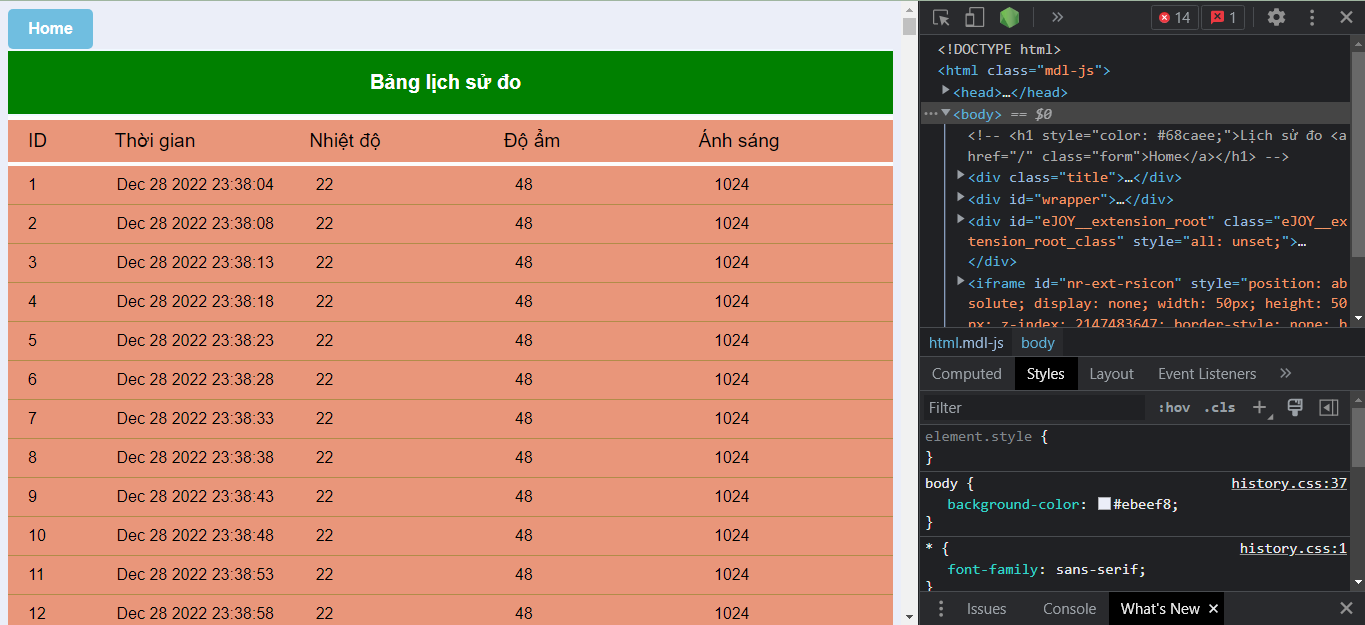 Home
Bảng lịch sử đo
ID Thời gian Nhiệt độ Độ ẩm Ánh sáng
1 Dec 28 2022 23:38:04 22 48 1024
2 Dec 28 2022 23:38:08 22 48 1024
3 Dec 28 2022 23:38:13 22 48 1024
4 Dec 28 2022 23:38:18 22 48 1024
5 Dec 28 2022 23:38:23 22 48 1024
6 Dec 28 2022 23:38:28 22 48 1024
7 Dec 28 2022 23:38:33 22 48 1024
8 Dec 28 2022 23:38:38 22 48 1024
9 Dec 28 2022 23:38:43 22 48 1024
10 Dec 28 2022 23:38:48 22 48 1024
11 Dec 28 2022 23:38:53 22 48 1024
12 Dec 28 2022 23:38:58 22 48 1024
14 1
<!DOCTYPE html>
<html class="mdl-js">
<head>…</head>
<body> == $0
<!-- <h1 style="color: #68caee;">Lịch sử đo <a
href="/" class="form">Home</a></h1> -->
<div class="title">…</div>
<div id="wrapper">…</div>
<div id="eJOY__extension_root" class="eJOY__ex
tension_root_class" style="all: unset;">…
</div>
<iframe id="nr-ext-rsicon" style="position: ab
solute; display: none; width: 50px; height: 50
px; z-index: 2147483647; border-style: none; b
html.mdl-js body
Computed Styles Layout Event Listeners
Filter :hov .cls
element.style {
}
body { history.css:37
background-color: #ebeef8;
}
* { history.css:1
font-family: sans-serif;
}
Issues Console What's New